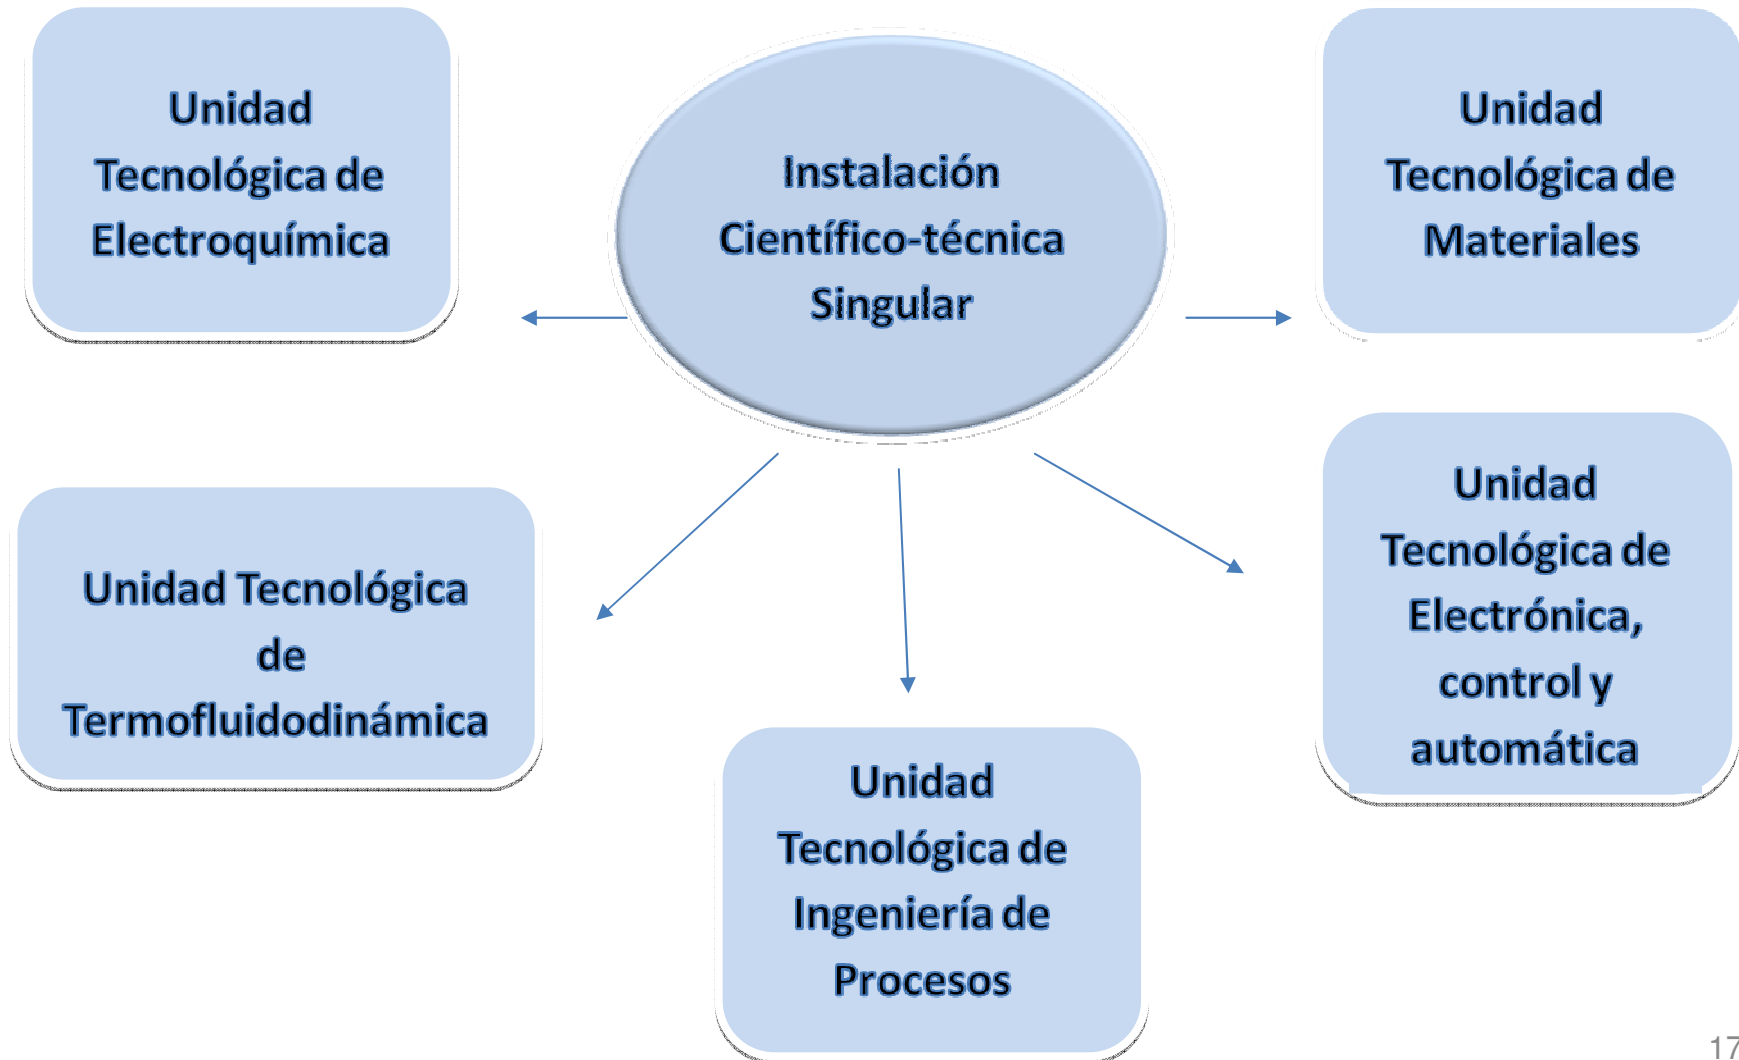 Unidad
Tecnológica de
Electroquímica
Instalación
Científico-técnica
Singular
Unidad
Tecnológica de
Materiales
Unidad Tecnológica
de
Termofluidodinámica
Unidad
Tecnológica de
Ingeniería de
Procesos
Unidad
Tecnológica de
Electrónica,
control y
automática
17